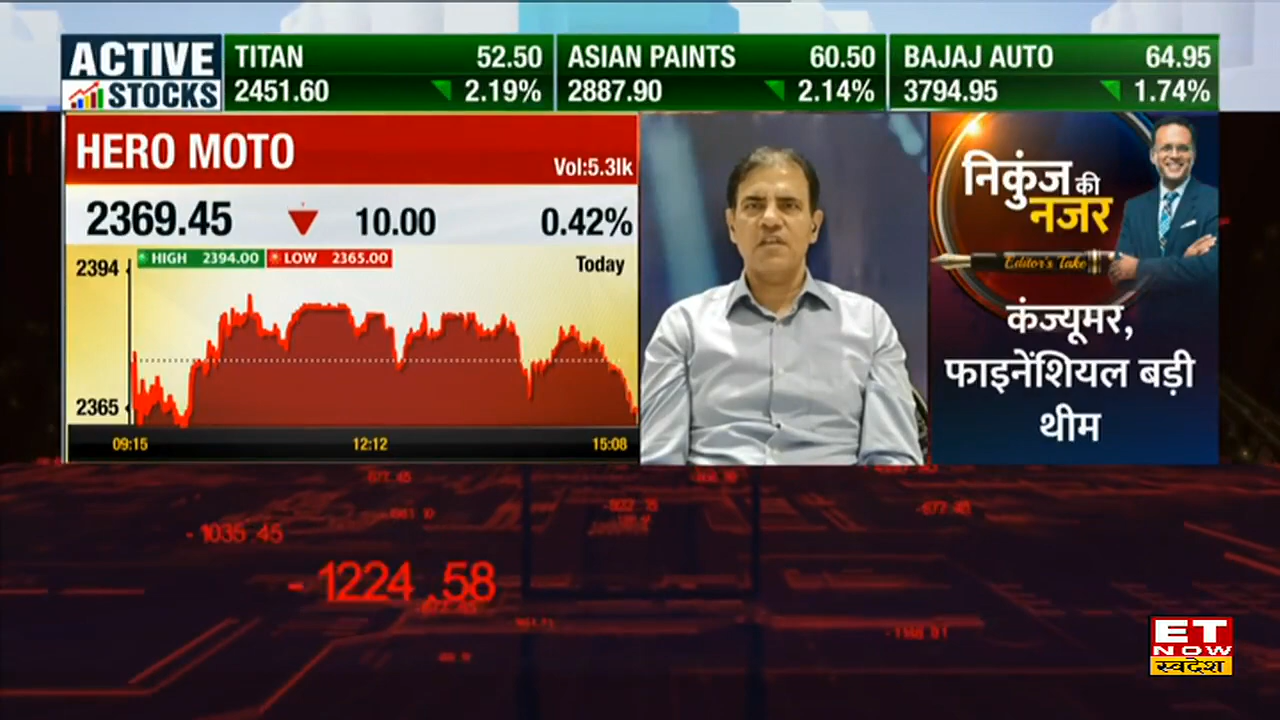 ACTIVE
STOCKS
TITAN 52.50
2451.60 2.19%
ASIAN PAINTS 60.50
2887.90 2.14%
BAJAJ AUTO 64.95
3794.95 1.74%
HERO MOTO
Vol:5.3lk
2369.45 10.00 0.42%
HIGH 2394.00 LOW 2365.00
Today
2394
2365
09:15 12:12 15:08
निकुंज की
नजर
Editor's Take
कंज्यूमर,
फाइनेंशियल बड़ी
थीम
- 1035 45
- 1224 .58
ET
NOW
स्वदेश